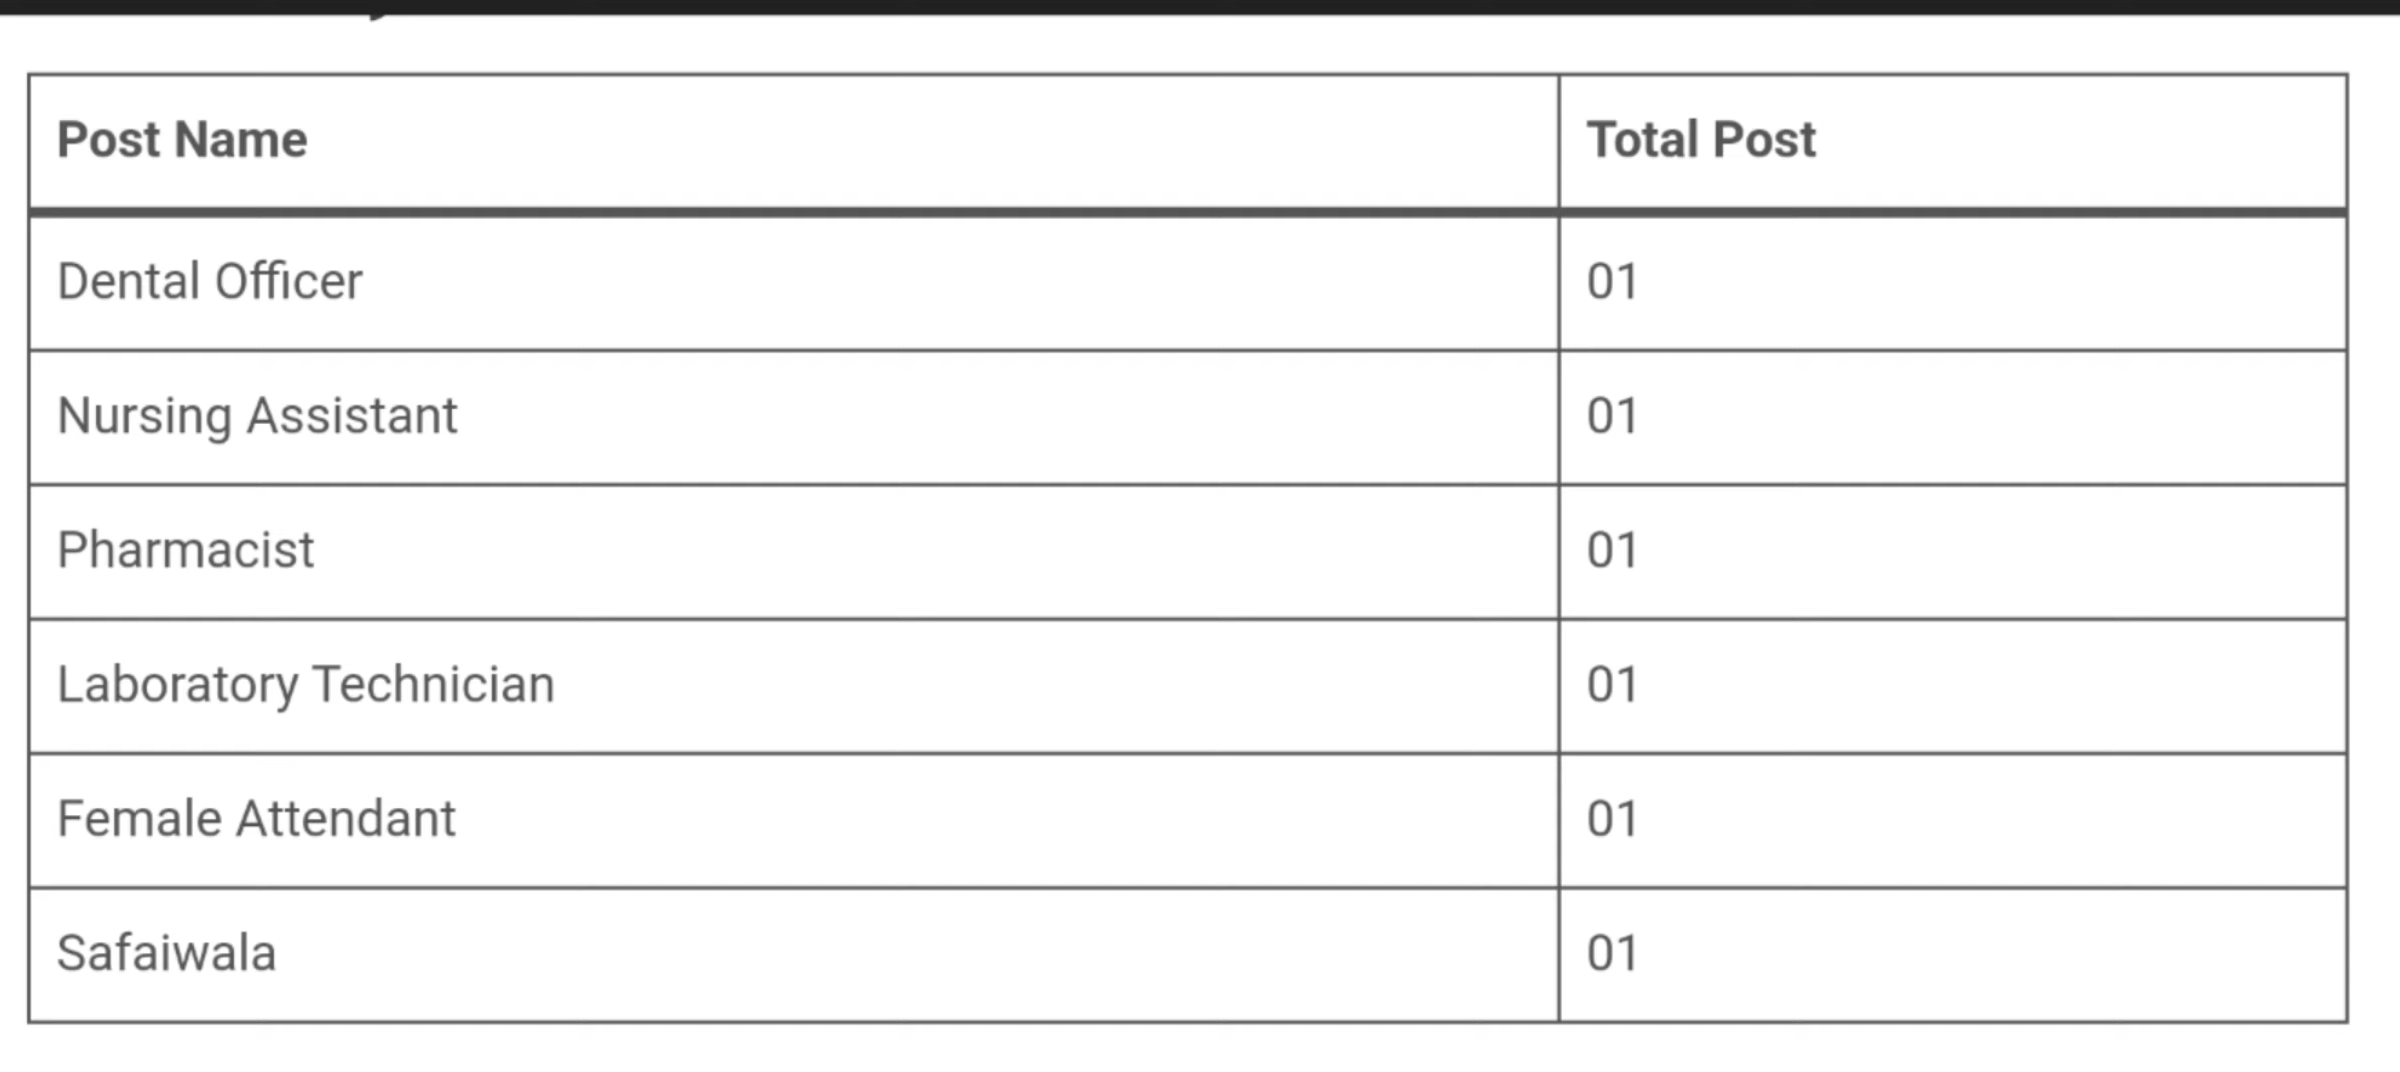 Post Name Total Post
Dental Officer 01
Nursing Assistant 01
Pharmacist 01
Laboratory Technician 01
Female Attendant 01
Safaiwala 01